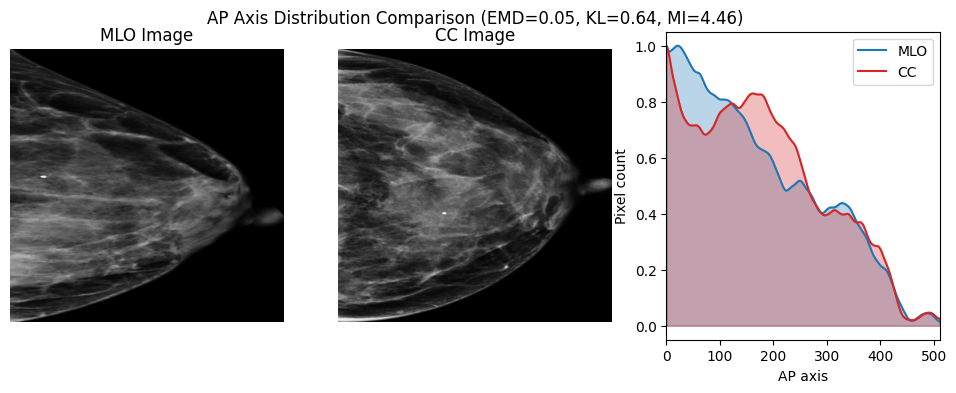 AP Axis Distribution Comparison (EMD=0.05, KL=0.64, MI=4.46)
MLO Image
CC Image
MLO
CC
Pixel count
1.0
0.8
0.6
0.4
0.2
0.0
0 100 200 300 400 500
AP axis